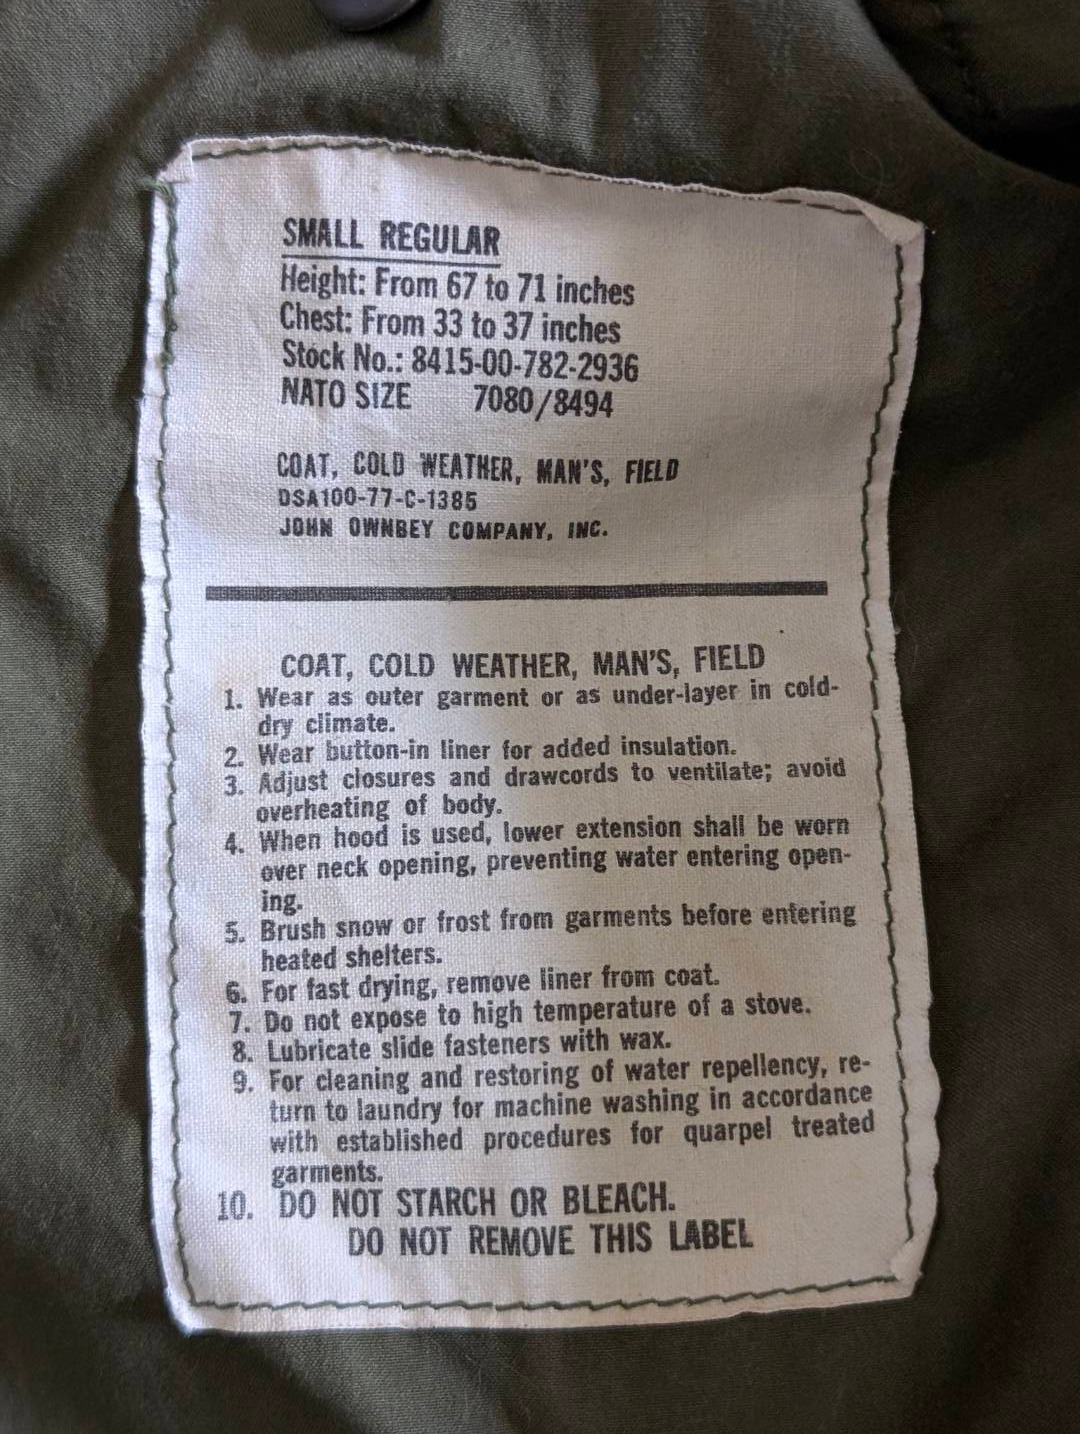 SMALL REGULAR
Height: From 67 to 71 inches
Chest: From 33 to 37 inches
Stock No.: 8415-00-782-2936
NATO SIZE 7080/8494
COAT, COLD WEATHER, MAN'S, FIELD
DSA100-77-C-1385
JOHN OWNBEY COMPANY, INC.
COAT, COLD WEATHER, MAN'S, FIELD
1. Wear as outer garment or as under-layer in cold-
dry climate.
2. Wear button-in liner for added insulation.
3. Adjust closures and drawcords to ventilate; avoid
overheating of body.
4. When hood is used, lower extension shall be worn
over neck opening, preventing water entering open-
ing.
5. Brush snow or frost from garments before entering
heated shelters.
6. For fast drying, remove liner from coat.
7. Do not expose to high temperature of a stove.
8. Lubricate slide fasteners with wax.
9. For cleaning and restoring of water repellency, re-
turn to laundry for machine washing in accordance
with established procedures for quarpel treated
garments.
10. DO NOT STARCH OR BLEACH.
DO NOT REMOVE THIS LABEL